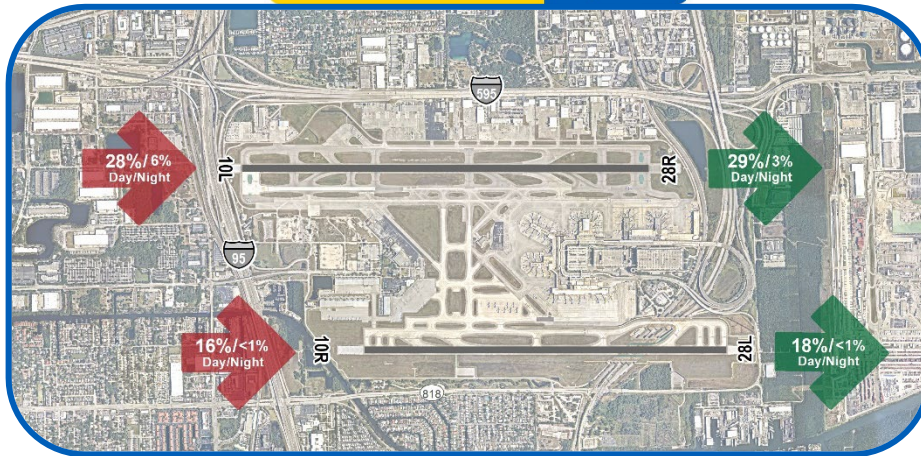 595
28%/6%
Day/Night
10L
28R
29%/3%
Day/Night
95
16%/<1%
Day/Night
10R
28L
18%/<1%
Day/Night
818